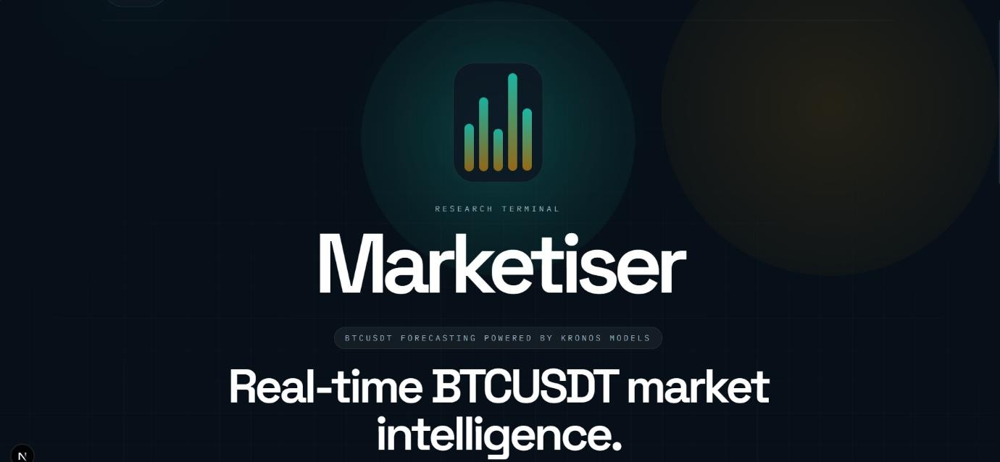 RESEARCH TERMINAL
Marketiser
BTCUSDT FORECASTING POWERED BY KRONOS MODELS
Real-time BTCUSDT market
intelligence.
N